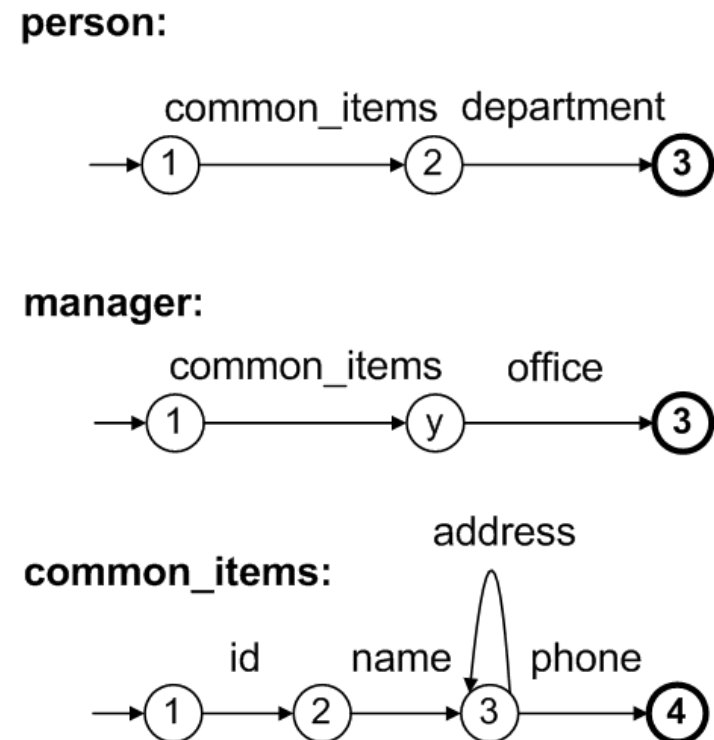 person:
common_items department
1 2 3
manager:
common_items office
1 y 3
address
common_items:
id name phone
1 2 3 4